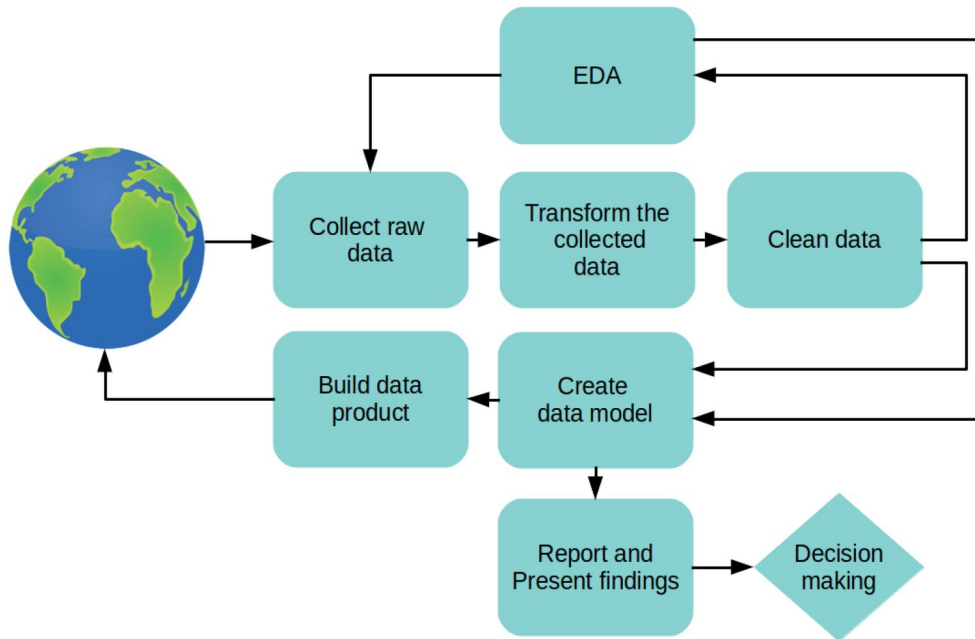 EDA
Collect raw
data
Transform the
collected
data
Clean data
Build data
product
Create
data model
Report and
Present findings
Decision
making